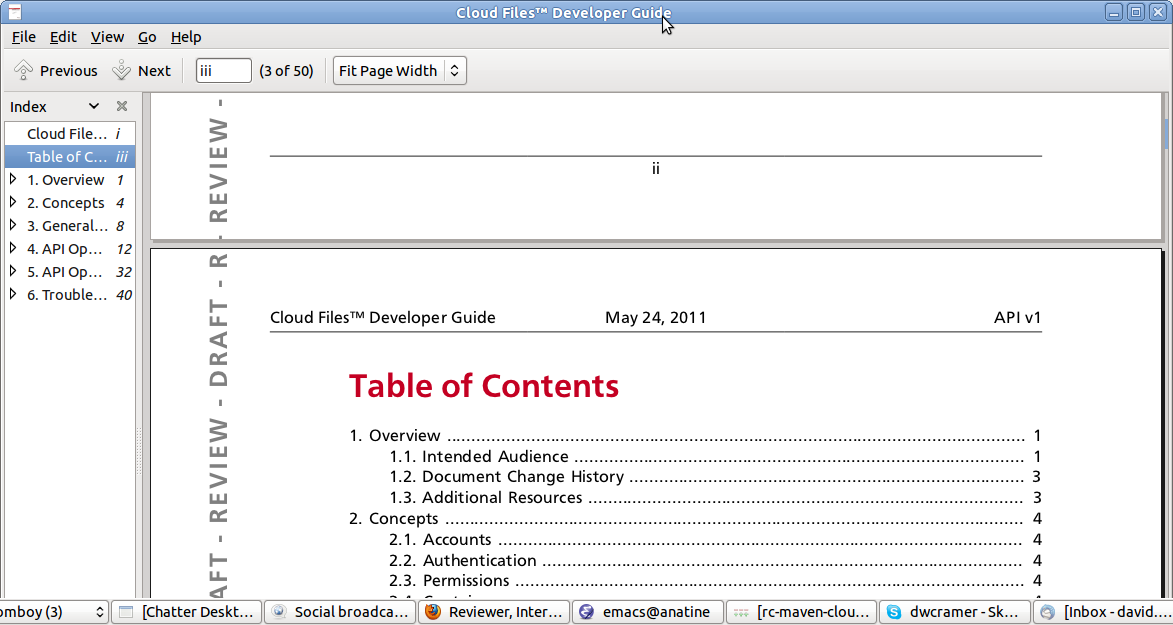 Cloud Files™ Developer Guide
File Edit View Go Help
Previous Next iii (3 of 50) Fit Page Width
Index
Cloud File... i
Table of C... iii
1. Overview 1
2. Concepts 4
3. General... 8
4. API Op... 12
5. API Op... 32
6. Trouble... 40
REVIEW -
ii
AFT - REVIEW - DRAFT - R
Cloud Files™ Developer Guide May 24, 2011 API v1
Table of Contents
1. Overview ........ 1
1.1. Intended Audience ........ 1
1.2. Document Change History ........ 3
1.3. Additional Resources ........ 3
2. Concepts ........ 4
2.1. Accounts ........ 4
2.2. Authentication ........ 4
2.3. Permissions ........ 4
omboy (3) [Chatter Deskt... Social broadca... Reviewer, Inter... emacs@anatine [rc-maven-clou... dwcramer - Sk... [Inbox - david....